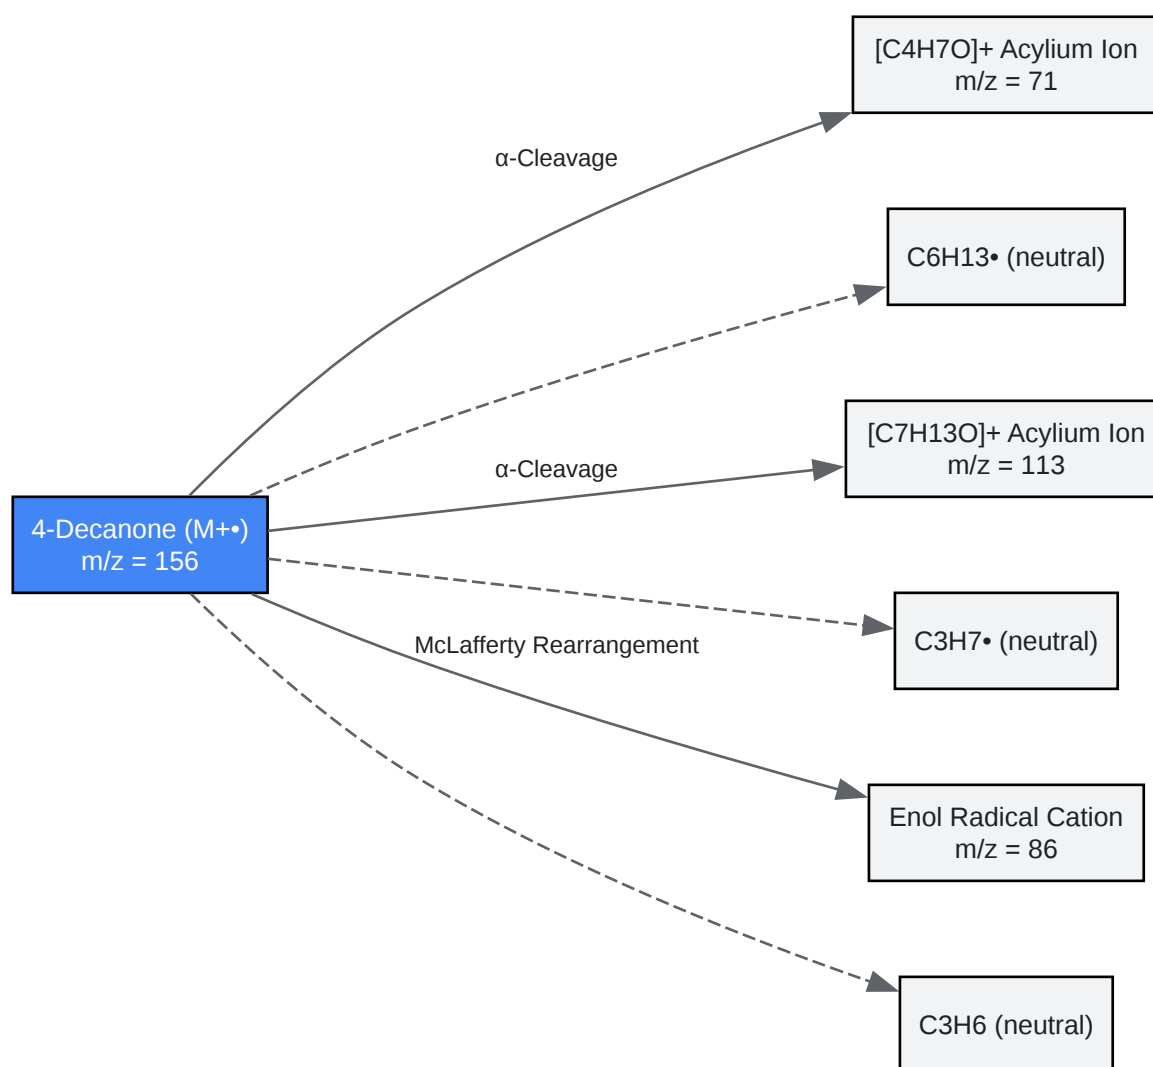 [C4H7O]+ Acylium Ion
m/z = 71
α-Cleavage
C6H13• (neutral)
[C7H13O]+ Acylium Ion
m/z = 113
α-Cleavage
4-Decanone (M+•)
m/z = 156
C3H7• (neutral)
McLafferty Rearrangement
Enol Radical Cation
m/z = 86
C3H6 (neutral)